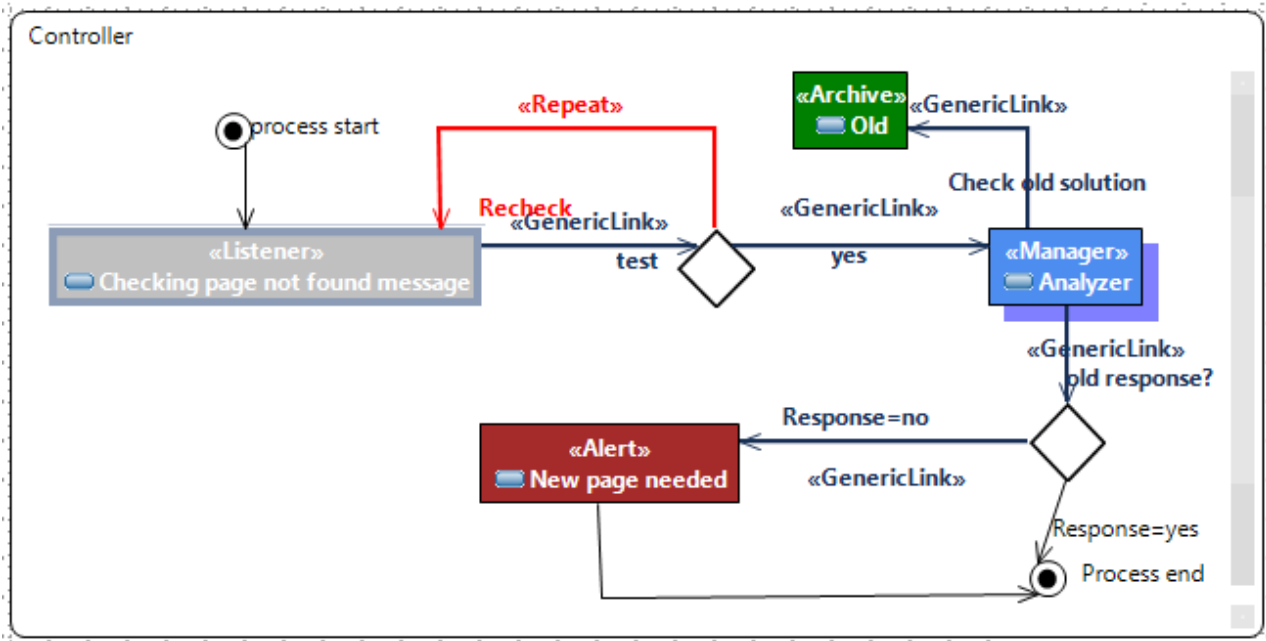 Controller
«Repeat»
«Archive»
Old
«GenericLink»
process start
Check old solution
Recheck
«GenericLink»
test
«GenericLink»
yes
«Listener»
Checking page not found message
«Manager»
Analyzer
«GenericLink»
old response?
Response=no
«GenericLink»
«Alert»
New page needed
Response=yes
Process end